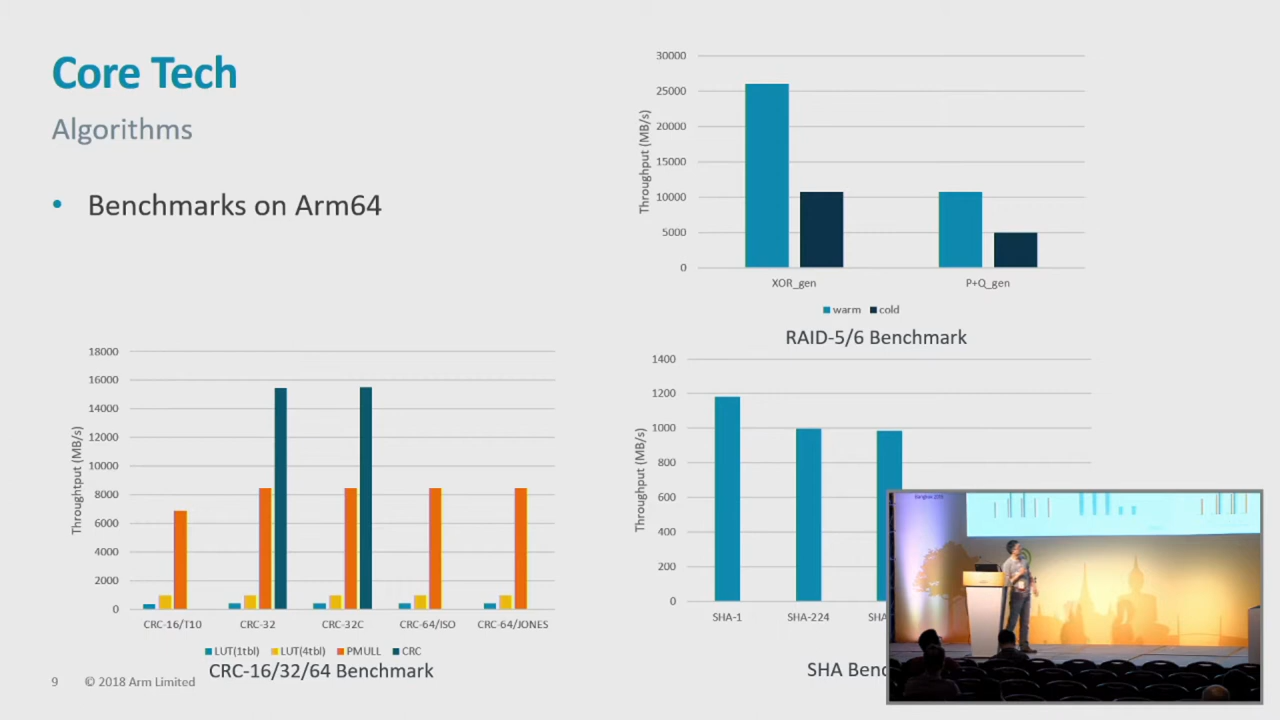 Core Tech
Algorithms
• Benchmarks on Arm64
30000
25000
20000
15000
10000
5000
0
Throughput (MB/s)
XOR_gen
P+Q_gen
warm
cold
RAID-5/6 Benchmark
18000
16000
14000
12000
10000
8000
6000
4000
2000
0
Throughtput (MB/s)
CRC-16/T10
CRC-32
CRC-32C
CRC-64/ISO
CRC-64/JONES
LUT(1tbl)
LUT(4tbl)
PMULL
CRC
CRC-16/32/64 Benchmark
1400
1200
1000
800
600
400
200
0
Throughput (MB/s)
SHA-1
SHA-224
9
© 2018 Arm Limited